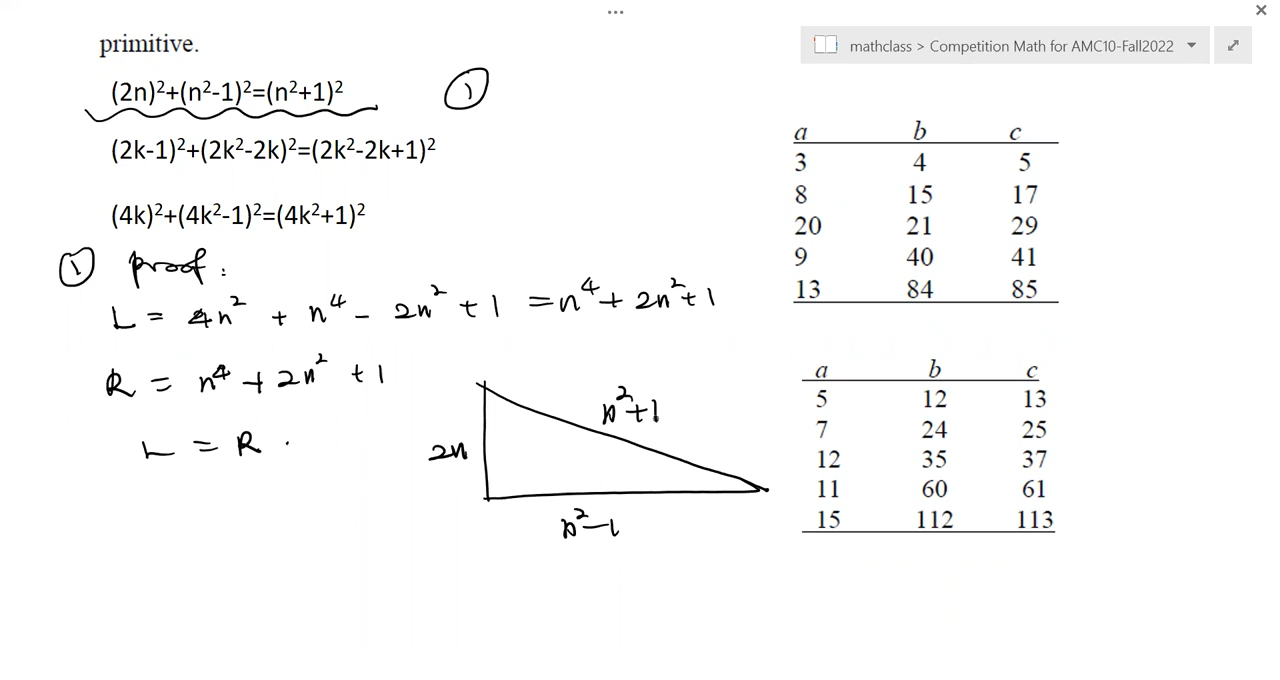 primitive.
mathclass > Competition Math for AMC10-Fall2022
(2n)²+(n²-1)²=(n²+1)² ①
(2k-1)²+(2k²-2k)²=(2k²-2k+1)²
(4k)²+(4k²-1)²=(4k²+1)²
① proof:
L = 4n² + n⁴ - 2n² + 1 = n⁴ + 2n² + 1
R = n⁴ + 2n² + 1
L = R .
n²+1
2n
n²-1
a b c
3 4 5
8 15 17
20 21 29
9 40 41
13 84 85
a b c
5 12 13
7 24 25
12 35 37
11 60 61
15 112 113